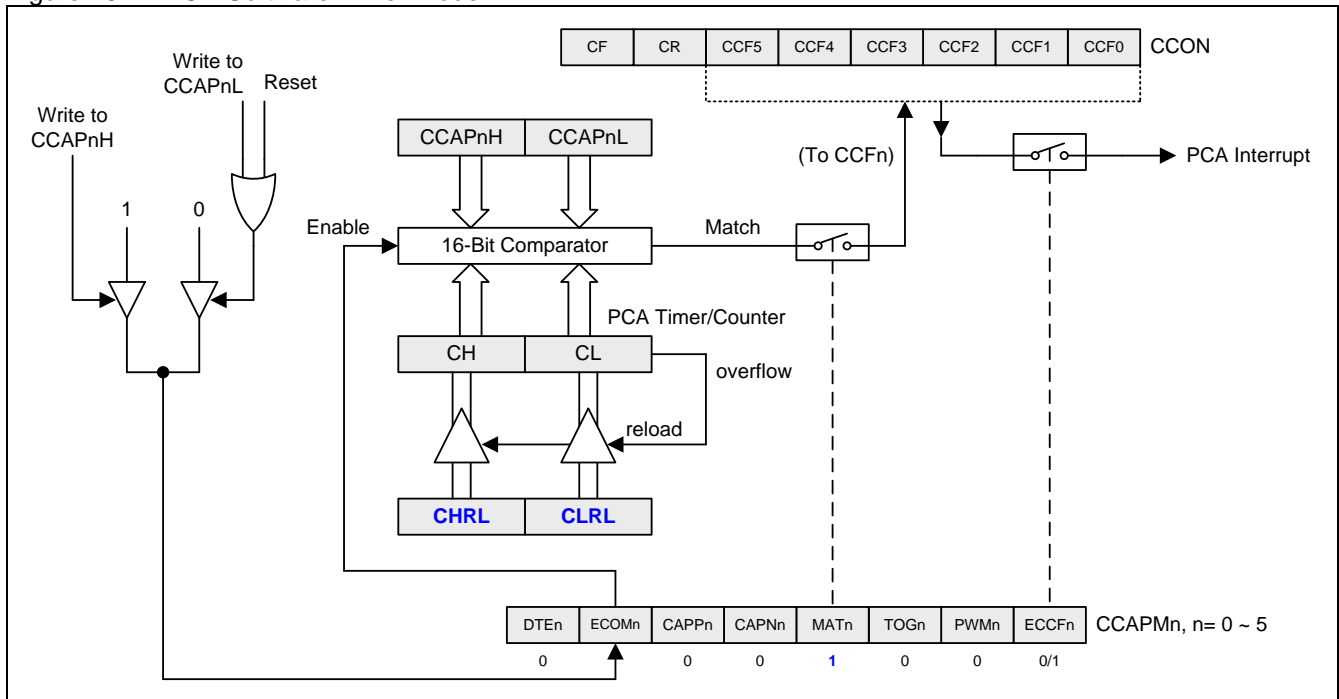 CF CR CCF5 CCF4 CCF3 CCF2 CCF1 CCF0 CCON
Write to
CCAPnL
Reset
Write to
CCAPnH
CCAPnH CCAPnL
(To CCFn)
PCA Interrupt
1 0
Enable
16-Bit Comparator
Match
PCA Timer/Counter
CH CL
overflow
reload
CHRL CLRL
DTEn ECOMn CAPPn CAPNn MATn TOGn PWMn ECCFn CCAPMn, n= 0 ~ 5
0 0 0 1 0 0 0/1